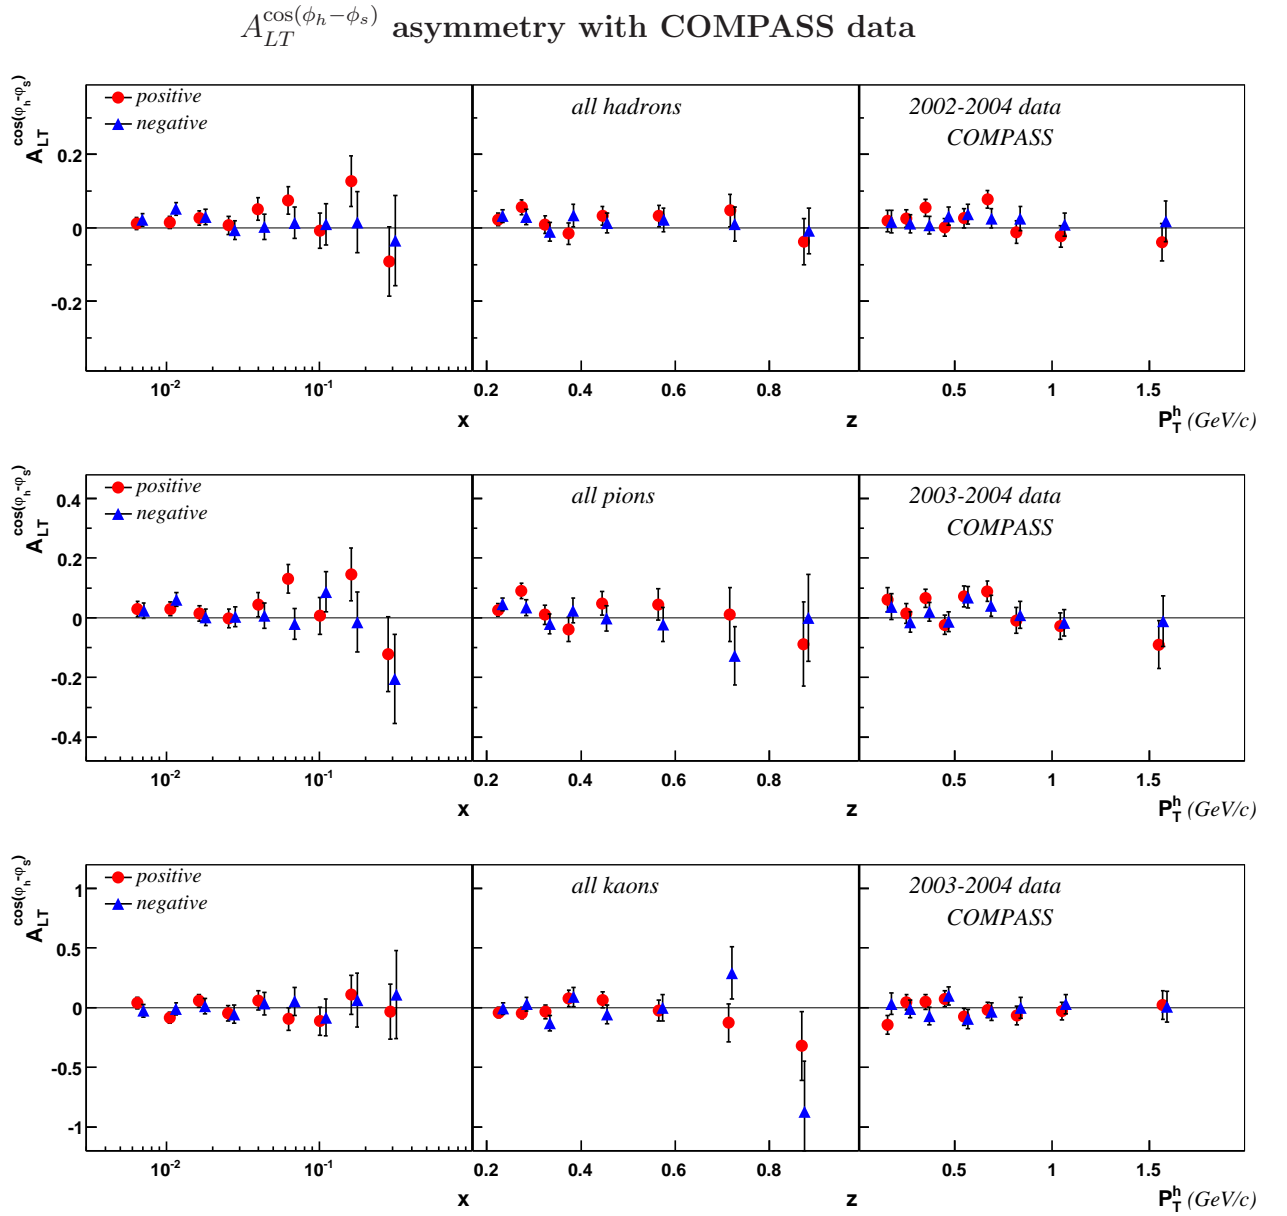 A_{LT}^{cos(ϕ_h−ϕ_s)} asymmetry with COMPASS data
A_{LT}^{cos(φ_h-φ_S)}
positive
negative
all hadrons
2002-2004 data
COMPASS
0.2
0
-0.2
10^{-2} 10^{-1} 0.2 0.4 0.6 0.8 0.5 1 1.5
x z P_T^h (GeV/c)
A_{LT}^{cos(φ_h-φ_S)}
positive
negative
all pions
2003-2004 data
COMPASS
0.4
0.2
0
-0.2
-0.4
10^{-2} 10^{-1} 0.2 0.4 0.6 0.8 0.5 1 1.5
x z P_T^h (GeV/c)
A_{LT}^{cos(φ_h-φ_S)}
positive
negative
all kaons
2003-2004 data
COMPASS
1
0.5
0
-0.5
-1
10^{-2} 10^{-1} 0.2 0.4 0.6 0.8 0.5 1 1.5
x z P_T^h (GeV/c)